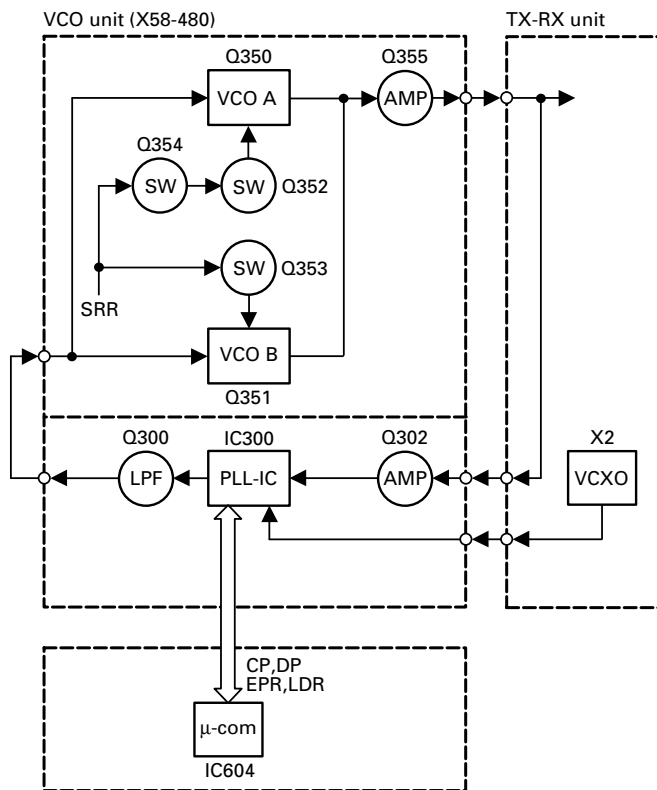 VCO unit (X58-480)
TX-RX unit
Q350
Q355
VCO A
AMP
Q354
SW
SW
Q352
SW
Q353
SRR
VCO B
Q351
Q300
IC300
Q302
X2
LPF
PLL-IC
AMP
VCXO
CP,DP
EPR,LDR
µ-com
IC604